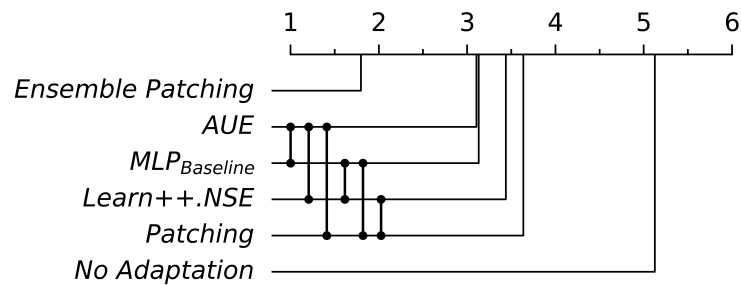 1 2 3 4 5 6
Ensemble Patching
AUE
MLP_Baseline
Learn++.NSE
Patching
No Adaptation